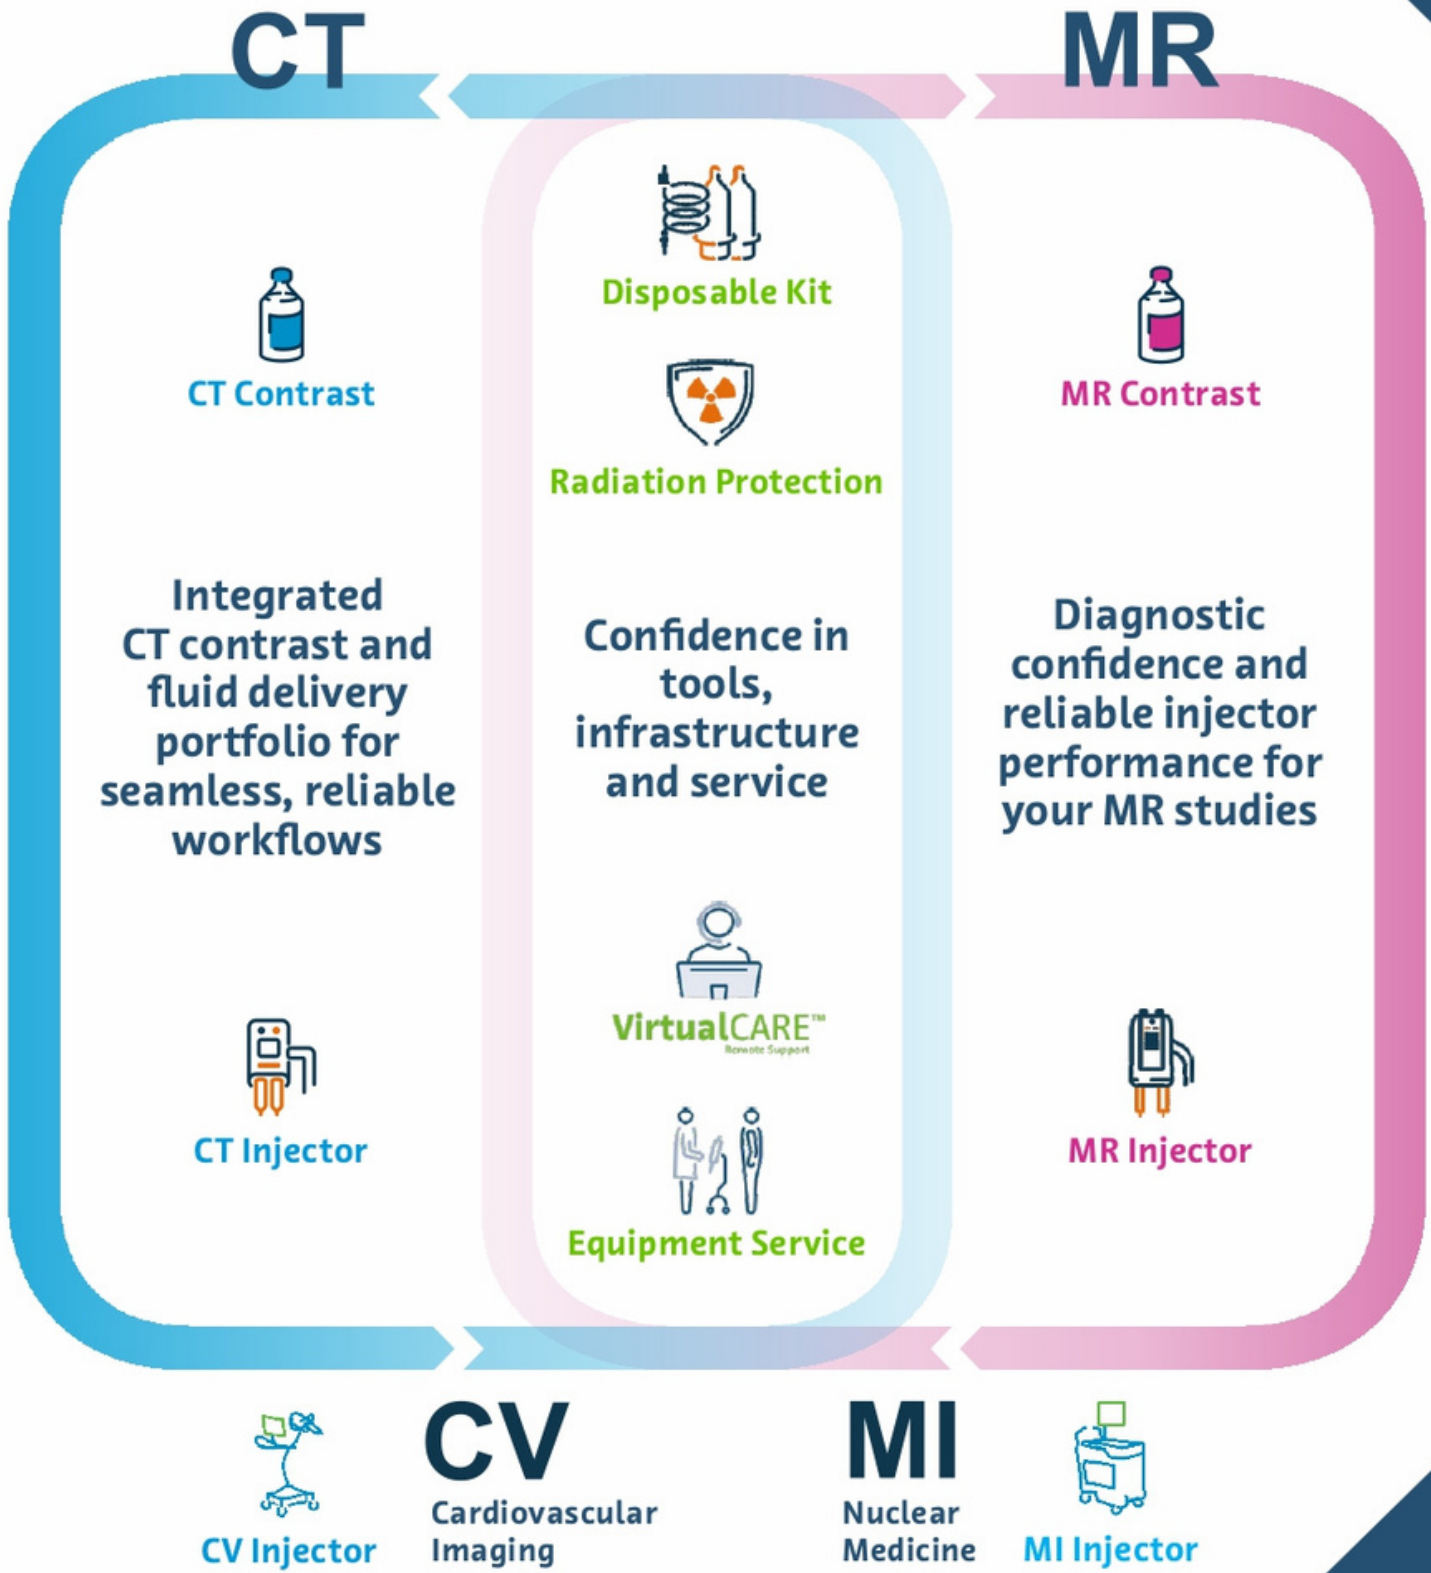 CT
MR
CT Contrast
Integrated
CT contrast and
fluid delivery
portfolio for
seamless, reliable
workflows
CT Injector
Disposable Kit
Radiation Protection
Confidence in
tools,
infrastructure
and service
VirtualCARE™
Remote Support
Equipment Service
MR Contrast
Diagnostic
confidence and
reliable injector
performance for
your MR studies
MR Injector
CV Injector
CV
Cardiovascular
Imaging
MI
Nuclear
Medicine
MI Injector